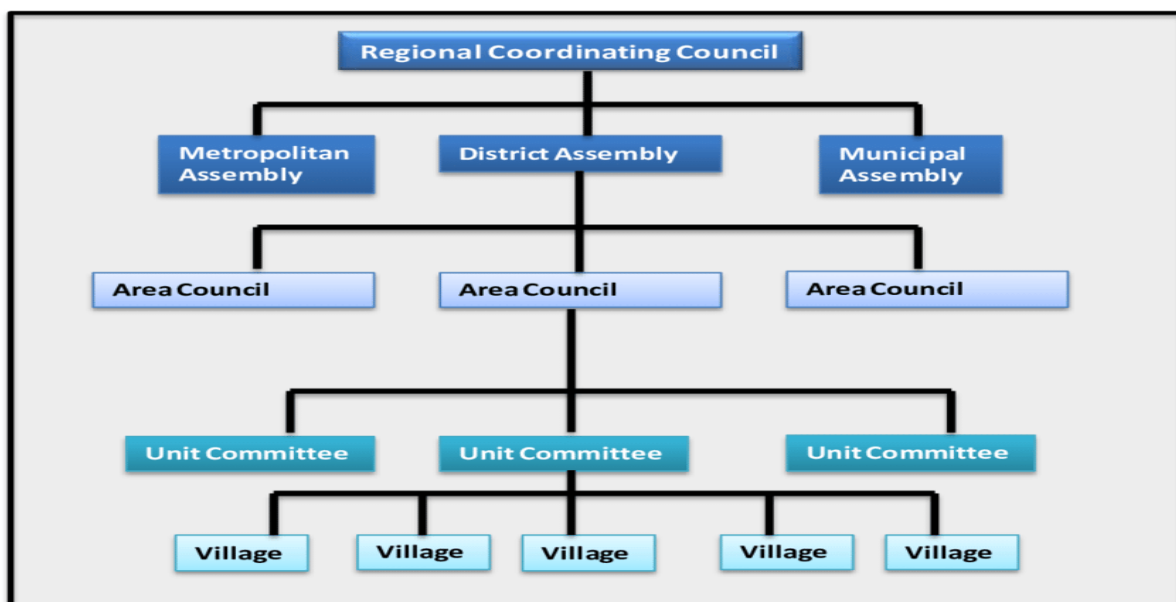 Regional Coordinating Council
Metropolitan
Assembly
District Assembly
Municipal
Assembly
Area Council
Area Council
Area Council
Unit Committee
Unit Committee
Unit Committee
Village
Village
Village
Village
Village